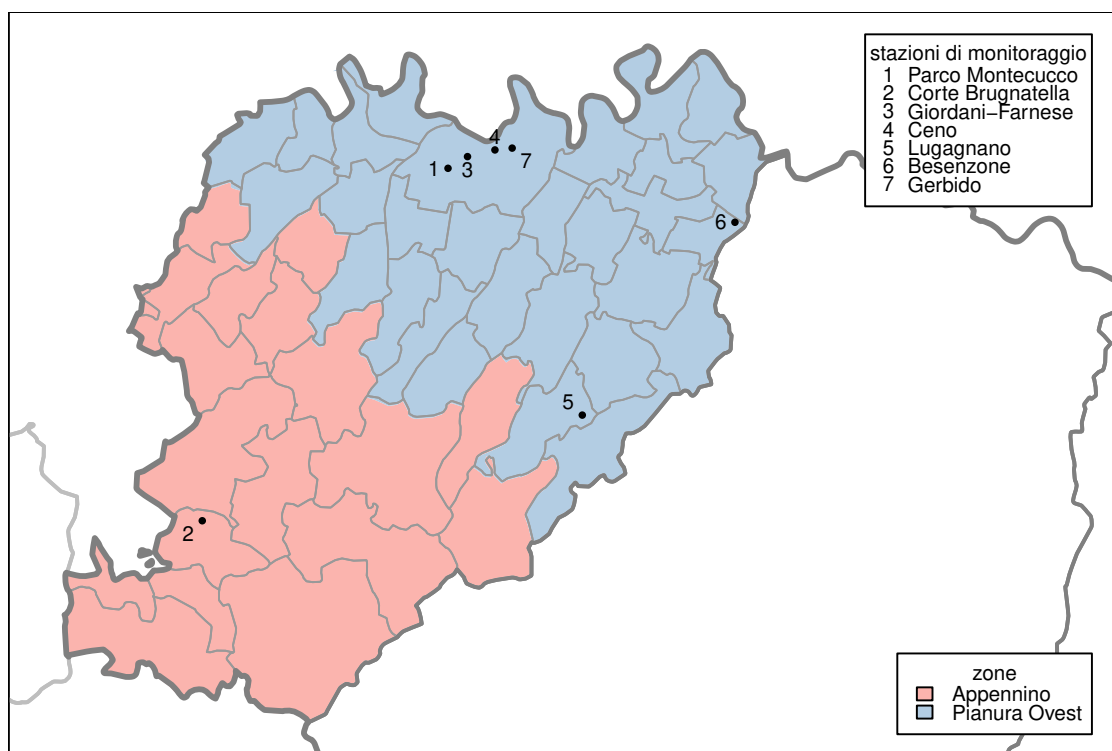 stazioni di monitoraggio
1 Parco Montecucco
2 Corte Brugnatella
3 Giordani−Farnese
4 Ceno
5 Lugagnano
6 Besenzone
7 Gerbido
4
1
3
7
6
5
2
zone
Appennino
Pianura Ovest